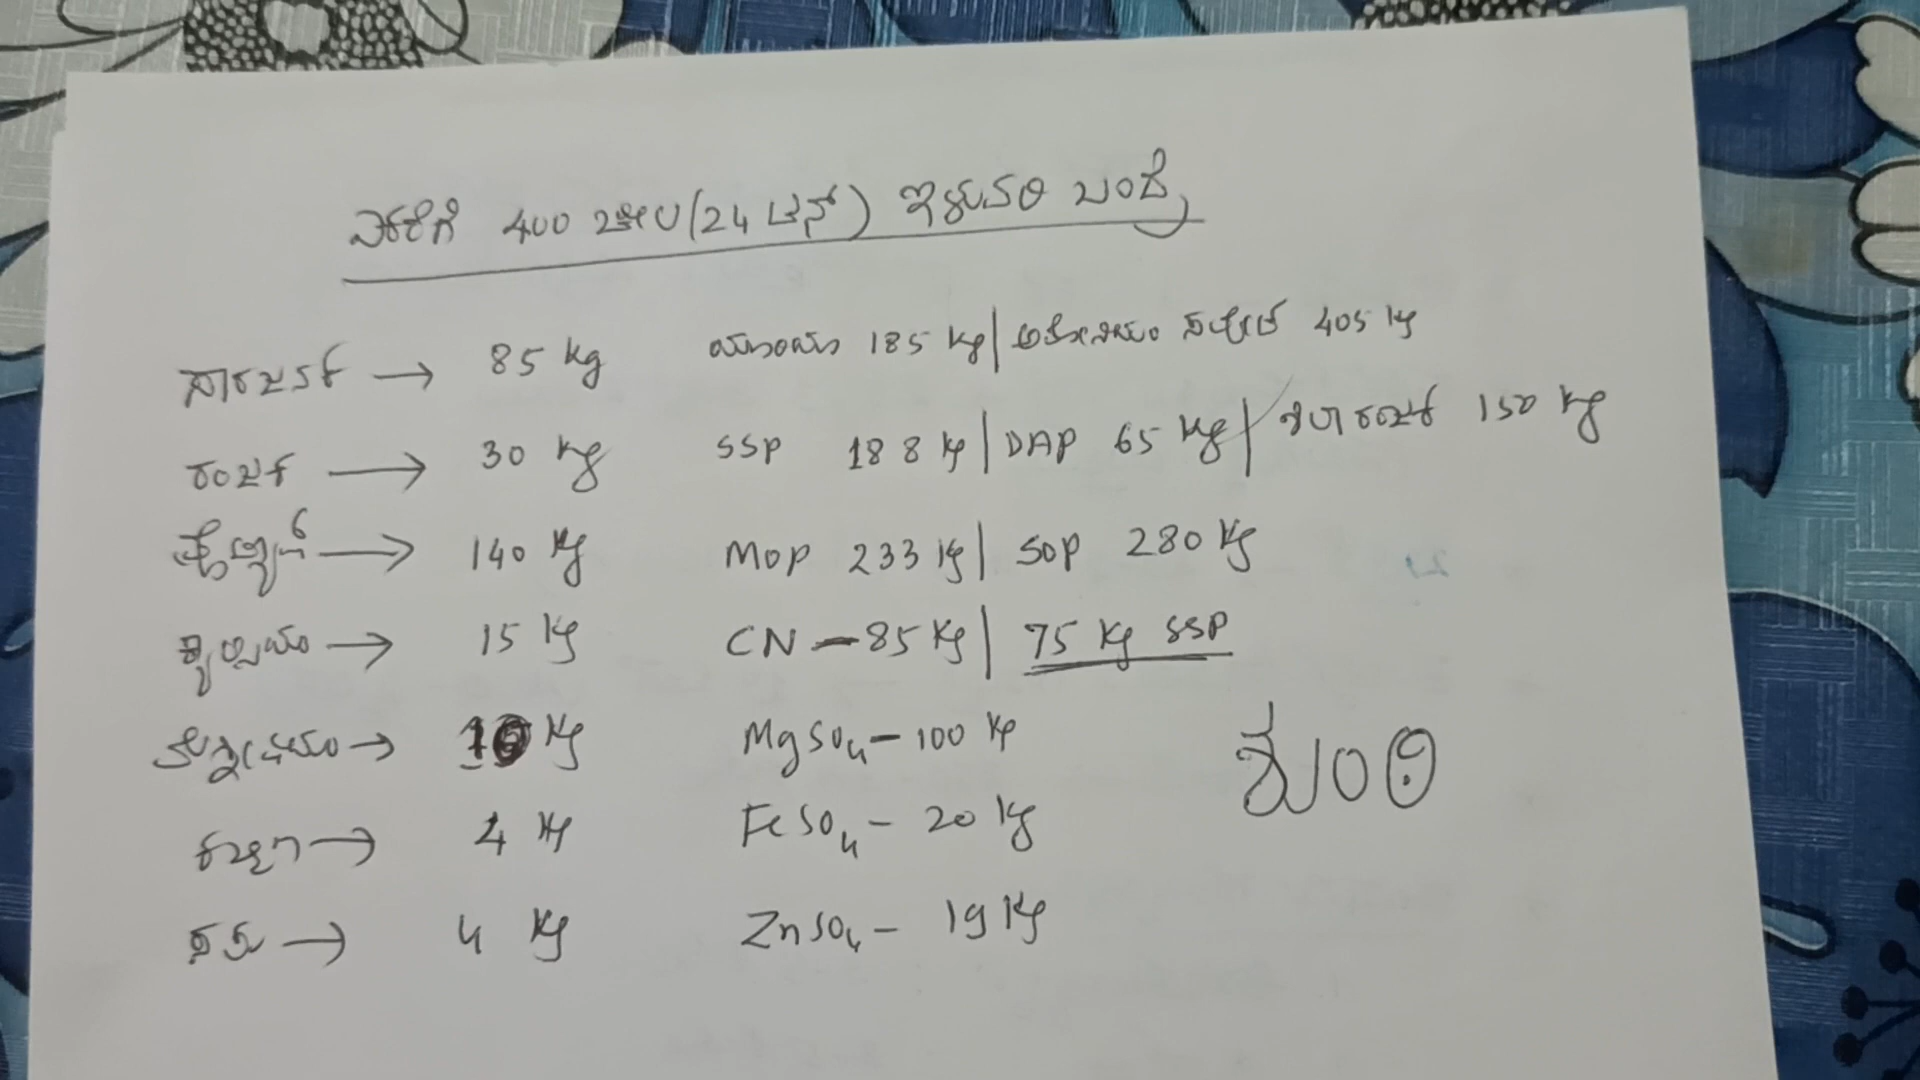 ಎಕರೆಗೆ 400 ಚೀಲ (24 ಟನ್) ಇಳುವರಿ ಬಂದ್ರೆ
ಸಾರಜನಕ → 85 kg ಯೂರಿಯಾ 185 kg | ಅಮೋನಿಯಂ ಸಲ್ಫೇಟ್ 405 kg
ರಂಜಕ → 30 kg SSP 188 kg | DAP 65 kg | ಶಿಲಾ ರಂಜಕ 150 kg
ಪೊಟ್ಯಾಷ್ → 140 kg MOP 233 kg | SOP 280 kg
ಕ್ಯಾಲ್ಸಿಯಂ → 15 kg CN - 85 kg | 75 kg SSP
ಮೆಗ್ನೀಷಿಯಂ → 10 kg MgSO4 - 100 kg
ಕಬ್ಬಿಣ → 4 kg FeSO4 - 20 kg
ಸತು → 4 kg ZnSO4 - 19 kg
ಶುಂಠಿ